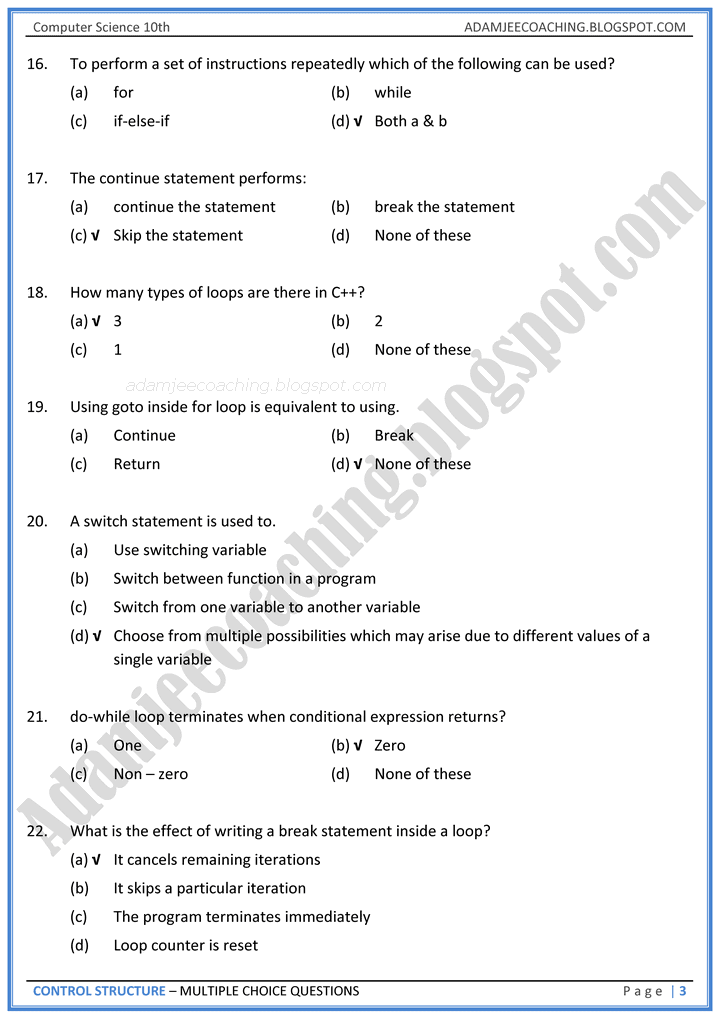 Computer Science 10th ADAMJEECOACHING.BLOGSPOT.COM
16. To perform a set of instructions repeatedly which of the following can be used?
(a) for (b) while
(c) if-else-if (d) √ Both a & b
17. The continue statement performs:
(a) continue the statement (b) break the statement
(c) √ Skip the statement (d) None of these
18. How many types of loops are there in C++?
(a) √ 3 (b) 2
(c) 1 (d) None of these
adamjeecoaching.blogspot.com
19. Using goto inside for loop is equivalent to using.
(a) Continue (b) Break
(c) Return (d) √ None of these
20. A switch statement is used to.
(a) Use switching variable
(b) Switch between function in a program
(c) Switch from one variable to another variable
(d) √ Choose from multiple possibilities which may arise due to different values of a
single variable
21. do-while loop terminates when conditional expression returns?
(a) One (b) √ Zero
(c) Non – zero (d) None of these
22. What is the effect of writing a break statement inside a loop?
(a) √ It cancels remaining iterations
(b) It skips a particular iteration
(c) The program terminates immediately
(d) Loop counter is reset
CONTROL STRUCTURE – MULTIPLE CHOICE QUESTIONS Page | 3
Adamjeecoaching.blogspot.com